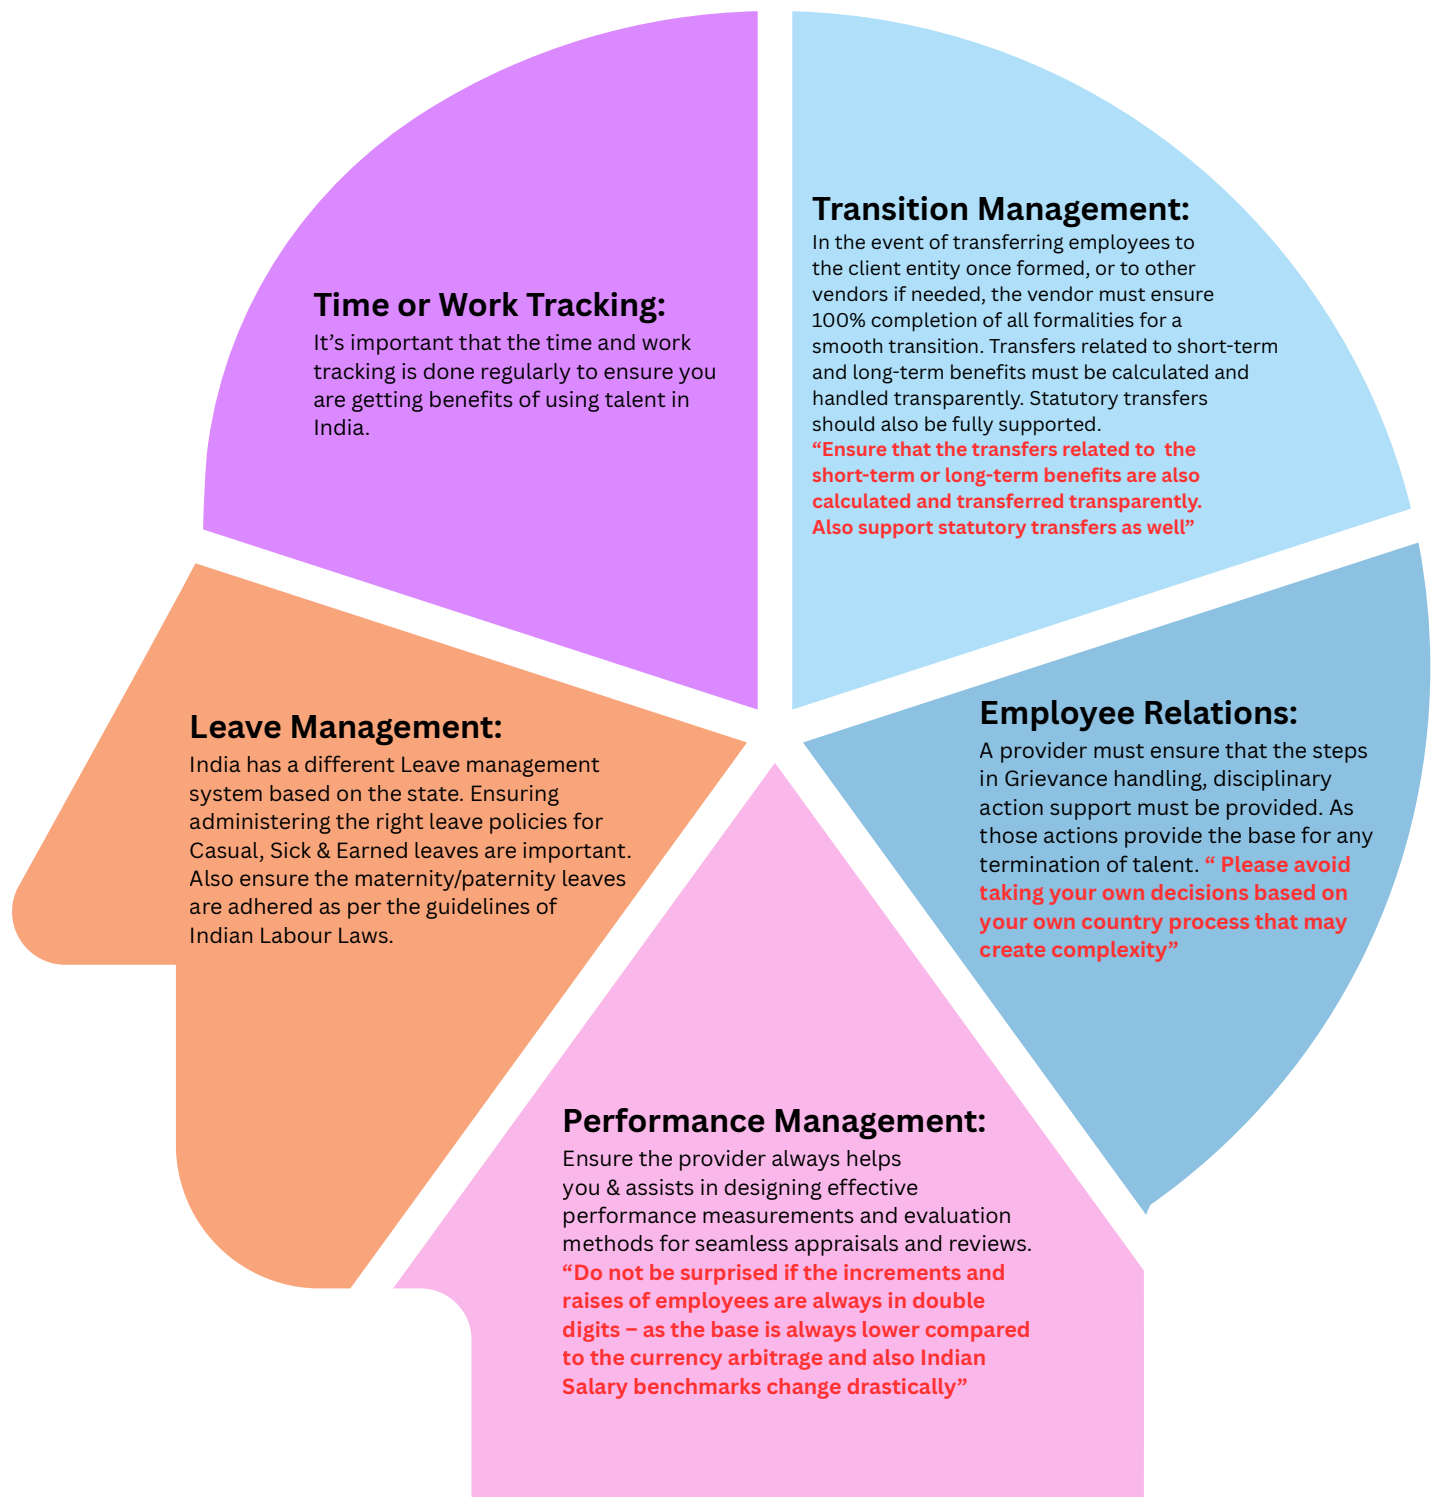 Time or Work Tracking:
It’s important that the time and work
tracking is done regularly to ensure you
are getting benefits of using talent in
India.
Transition Management:
In the event of transferring employees to
the client entity once formed, or to other
vendors if needed, the vendor must ensure
100% completion of all formalities for a
smooth transition. Transfers related to short-term
and long-term benefits must be calculated and
handled transparently. Statutory transfers
should also be fully supported.
“Ensure that the transfers related to  the
short-term or long-term benefits are also
calculated and transferred transparently.
Also support statutory transfers as well”
Leave Management:
India has a different Leave management
system based on the state. Ensuring
administering the right leave policies for
Casual, Sick & Earned leaves are important.
Also ensure the maternity/paternity leaves
are adhered as per the guidelines of
Indian Labour Laws.
Employee Relations:
A provider must ensure that the steps
in Grievance handling, disciplinary
action support must be provided. As
those actions provide the base for any
termination of talent. “ Please avoid
taking your own decisions based on
your own country process that may
create complexity”
Performance Management:
Ensure the provider always helps
you & assists in designing effective
performance measurements and evaluation
methods for seamless appraisals and reviews.
“Do not be surprised if the increments and
raises of employees are always in double
digits – as the base is always lower compared
to the currency arbitrage and also Indian
Salary benchmarks change drastically”